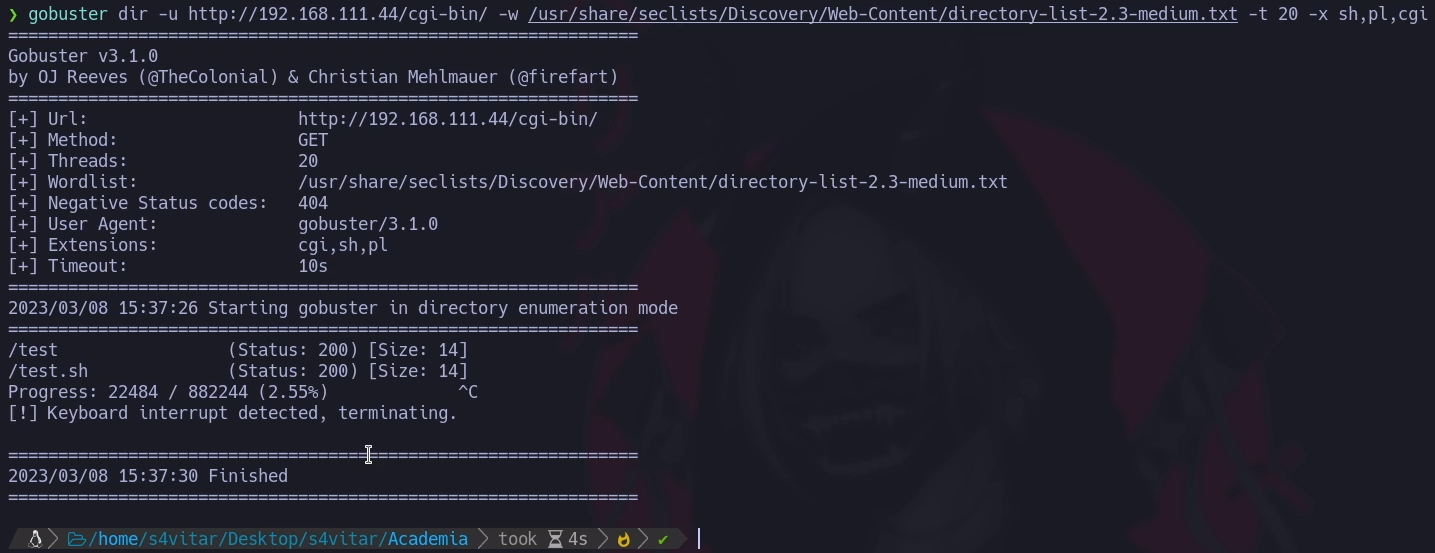 ❯ gobuster dir -u http://192.168.111.44/cgi-bin/ -w /usr/share/seclists/Discovery/Web-Content/directory-list-2.3-medium.txt -t 20 -x sh,pl,cgi
===============================================================
Gobuster v3.1.0
by OJ Reeves (@TheColonial) & Christian Mehlmauer (@firefart)
===============================================================
[+] Url:                     http://192.168.111.44/cgi-bin/
[+] Method:                  GET
[+] Threads:                 20
[+] Wordlist:                /usr/share/seclists/Discovery/Web-Content/directory-list-2.3-medium.txt
[+] Negative Status codes:   404
[+] User Agent:              gobuster/3.1.0
[+] Extensions:              cgi,sh,pl
[+] Timeout:                 10s
===============================================================
2023/03/08 15:37:26 Starting gobuster in directory enumeration mode
===============================================================
/test                 (Status: 200) [Size: 14]
/test.sh              (Status: 200) [Size: 14]
Progress: 22484 / 882244 (2.55%)             ^C
[!] Keyboard interrupt detected, terminating.
===============================================================
2023/03/08 15:37:30 Finished
===============================================================
/home/s4vitar/Desktop/s4vitar/Academia took 4s ✔